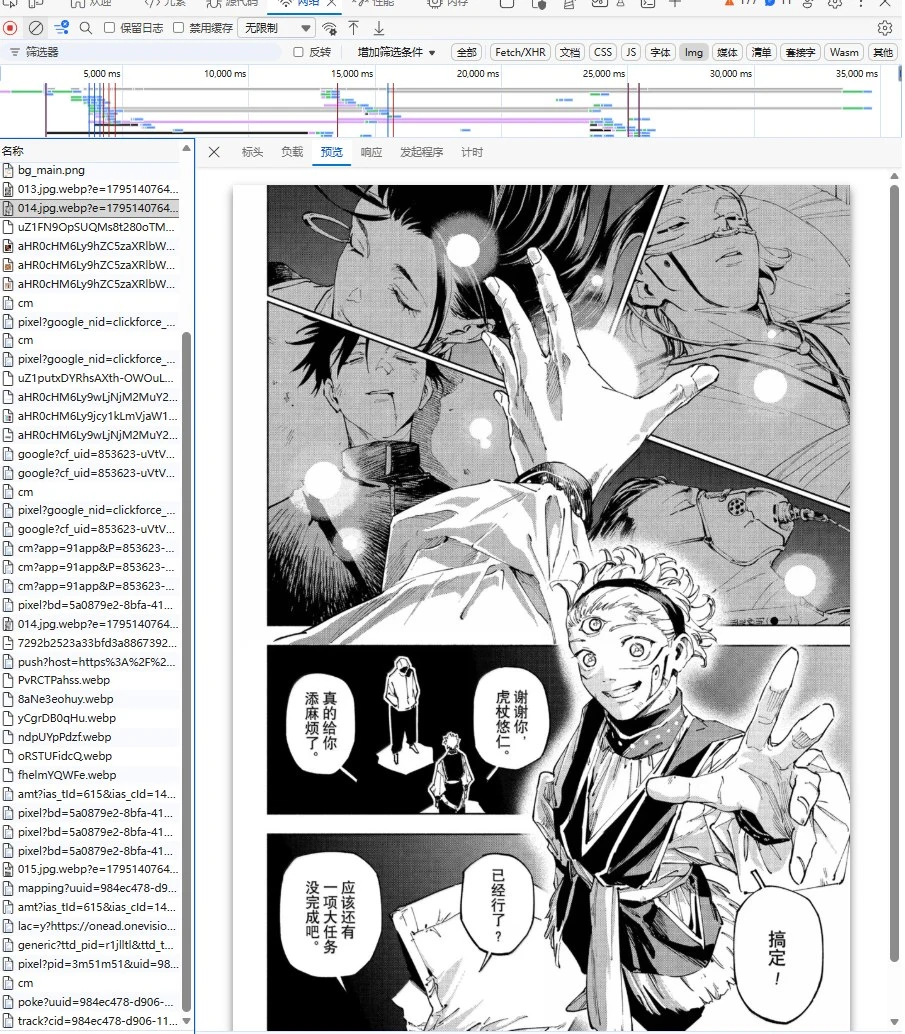 欢迎
元素
源代码
网络
性能
内存
保留日志
禁用缓存
无限制
筛选器
反转
增加筛选条件
全部
Fetch/XHR
文档
CSS
JS
字体
Img
媒体
清单
套接字
Wasm
其他
5,000 ms
10,000 ms
15,000 ms
20,000 ms
25,000 ms
30,000 ms
35,000 ms
名称
bg_main.png
013.jpg.webp?e=1795140764...
014.jpg.webp?e=1795140764...
uZ1FN9OpSUQMs8t280oTM...
aHR0cHM6Ly9hZC5zaXRlbW...
aHR0cHM6Ly9hZC5zaXRlbW...
aHR0cHM6Ly9hZC5zaXRlbW...
cm
pixel?google_nid=clickforce_...
cm
pixel?google_nid=clickforce_...
uZ1putxDYRhsAXth-OWOuL...
aHR0cHM6Ly9wLjNjM2MuY2...
aHR0cHM6Ly9jcy1kLmVjaW1...
aHR0cHM6Ly9wLjNjM2MuY2...
google?cf_uid=853623-uVtV...
google?cf_uid=853623-uVtV...
cm
pixel?google_nid=clickforce_...
google?cf_uid=853623-uVtV...
cm?app=91app&P=853623-...
cm?app=91app&P=853623-...
cm?app=91app&P=853623-...
pixel?bd=5a0879e2-8bfa-41...
014.jpg.webp?e=1795140764...
7292b2523a33bfd3a8867392...
push?host=https%3A%2F%2...
PvRCTPahss.webp
8aNe3eohuy.webp
yCgrDB0qHu.webp
ndpUYpPdzf.webp
oRSTUFidcQ.webp
fhelmYQWFe.webp
amt?ias_tId=615&ias_cId=14...
pixel?bd=5a0879e2-8bfa-41...
pixel?bd=5a0879e2-8bfa-41...
pixel?bd=5a0879e2-8bfa-41...
015.jpg.webp?e=1795140764...
mapping?uuid=984ec478-d9...
amt?ias_tId=615&ias_cId=14...
lac=y?https://onead.onevisio...
generic?ttd_pid=r1jlltl&ttd_t...
pixel?pid=3m51m51&uid=98...
cm
poke?uuid=984ec478-d906-...
track?cid=984ec478-d906-11...
标头
负载
预览
响应
发起程序
计时
谢谢你，
虎杖悠仁。
真的给你
添麻烦了。
已经行了？
应该还有
一项大任务
没完成吧。
搞定！